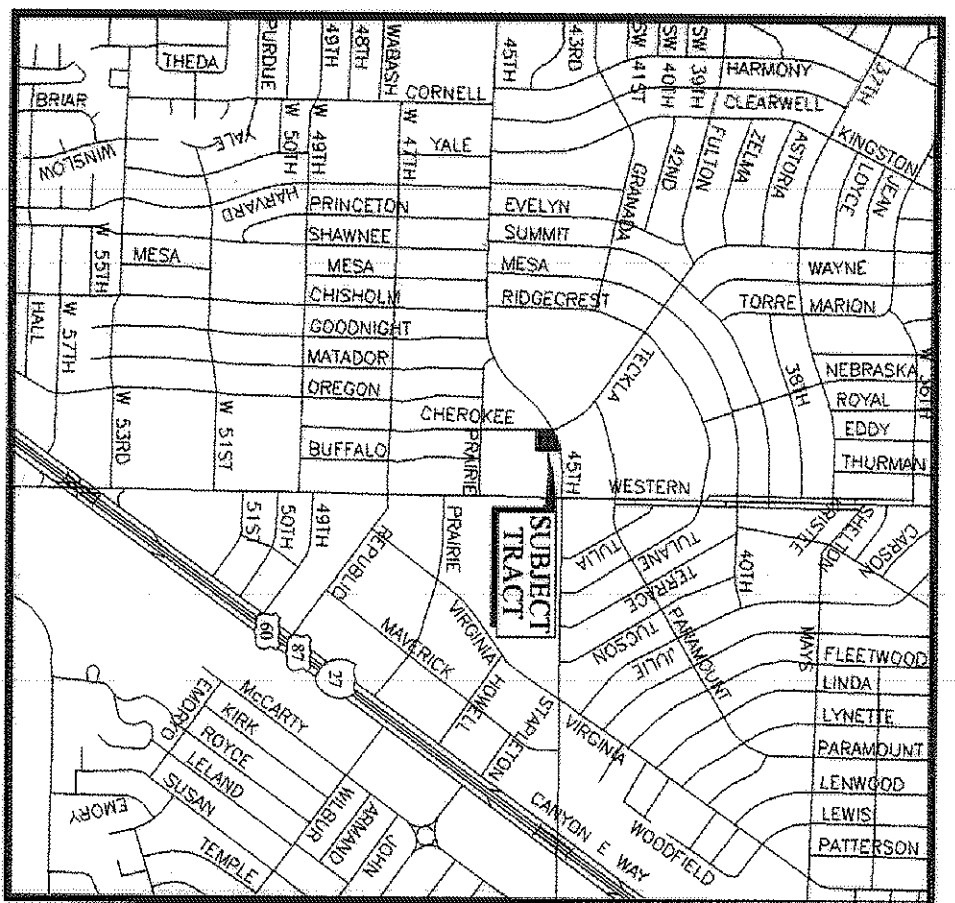 37TH
43RD
45TH
SW 41ST
SW 40TH
SW 39TH
49TH
48TH
WABASH
PURDUE
THEDA
HARMONY
CORNELL
CLEARWELL
BRIAR
KINGSTON
YALE
W 50TH
W 49TH
W 47TH
YALE
42ND
FULTON
ZELMA
ASTORIA
LOYCE
JEAN
WINSLOW
GRANADA
HARVARD
PRINCETON
EVELYN
SHAWNEE
SUMMIT
W 55TH
MESA
MESA
MESA
WAYNE
CHISHOLM
RIDGECREST
TORRE
MARION
HALL
W 57TH
GOODNIGHT
MATADOR
TECKLA
38TH
NEBRASKA
W 36TH
OREGON
ROYAL
W 53RD
W 51ST
CHEROKEE
EDDY
BUFFALO
PRAIRIE
45TH
THURMAN
WESTERN
51ST
50TH
49TH
REPUBLIC
PRAIRIE
SUBJECT
TRACT
TULIA
TULANE
TERRACE
TUCSON
JULIE
40TH
BRISTLE
SHELTON
CARSON
VIRGINIA
MAVERICK
PARAMOUNT
MAYS
FLEETWOOD
60
87
27
LINDA
HOWELL
STAPLETON
VIRGINIA
LYNETTE
EMORYO
McCARTY
KIRK
PARAMOUNT
ROYCE
LELAND
LENWOOD
SUSAN
WILBUR
ARMAND
JOHN
CANYON E WAY
WOODFIELD
LEWIS
EMORY
TEMPLE
PATTERSON